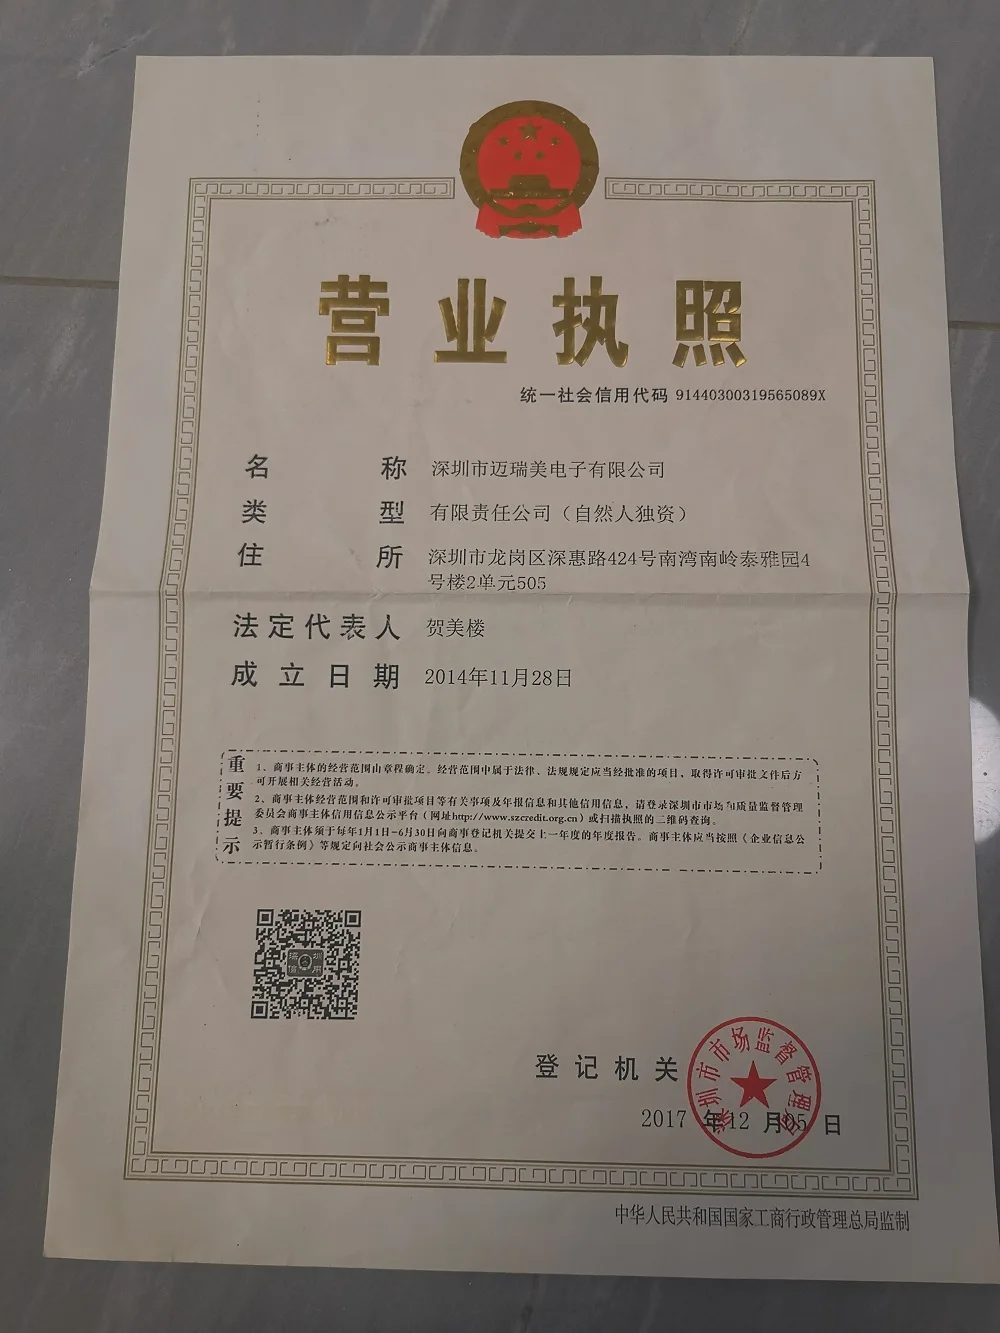 营业执照
统一社会信用代码 91440300319565089X
名称 深圳市迈瑞美电子有限公司
类型 有限责任公司（自然人独资）
住所 深圳市龙岗区深惠路424号南湾南岭泰雅园4
号楼2单元505
法定代表人 贺美楼
成立日期 2014年11月28日
重要提示
1、商事主体的经营范围由章程确定。经营范围中属于法律、法规规定应当经批准的项目，取得许可审批文件后方
可开展相关经营活动。
2、商事主体经营范围和许可审批项目等有关事项及年报信息和其他信用信息，请登录深圳市市场和质量监督管理
委员会商事主体信用信息公示平台（网址http://www.szcredit.org.cn）或扫描执照的二维码查询。
3、商事主体须于每年1月1日-6月30日向商事登记机关提交上一年度的年度报告。商事主体应当按照《企业信息公
示暂行条例》等规定向社会公示商事主体信息。
深圳信用
登记机关
深圳市市场监督管理局
2017 年12 月05 日
中华人民共和国国家工商行政管理总局监制